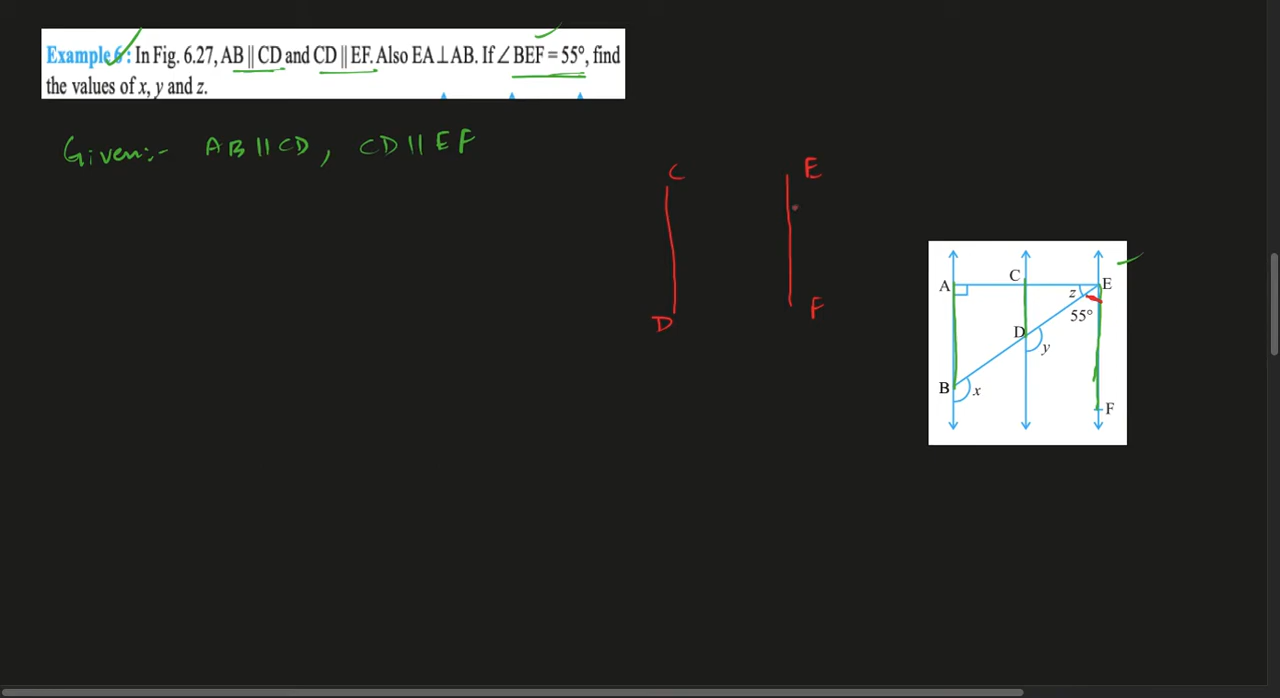 Example 6 : In Fig. 6.27, AB || CD and CD || EF. Also EA ⊥ AB. If ∠ BEF = 55°, find
the values of x, y and z.
Given:- AB || CD , CD || EF
C E
D F
A C E
z
55°
D
y
B x
F